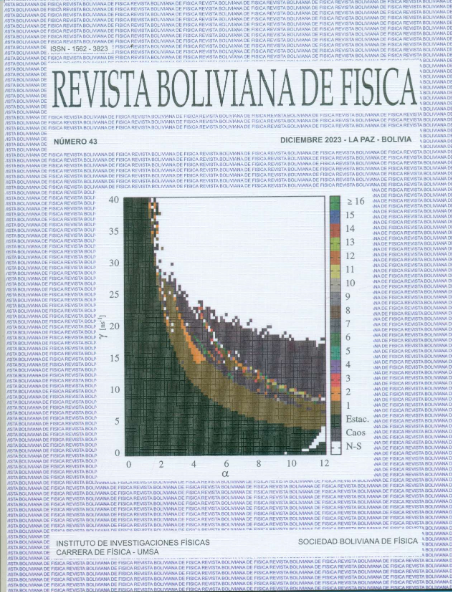 ISSN - 1562 - 3823
REVISTA BOLIVIANA DE FISICA
NÚMERO 43
DICIEMBRE 2023 - LA PAZ - BOLIVIA
40
35
30
25
20
15
10
5
0
γ [ms⁻¹]
0 2 4 6 8 10 12
α
≥ 16
15
14
13
12
11
10
9
8
7
6
5
4
3
2
1
Estac.
Caos
N-S
INSTITUTO DE INVESTIGACIONES FÍSICAS
CARRERA DE FÍSICA - UMSA
SOCIEDAD BOLIVIANA DE FÍSICA